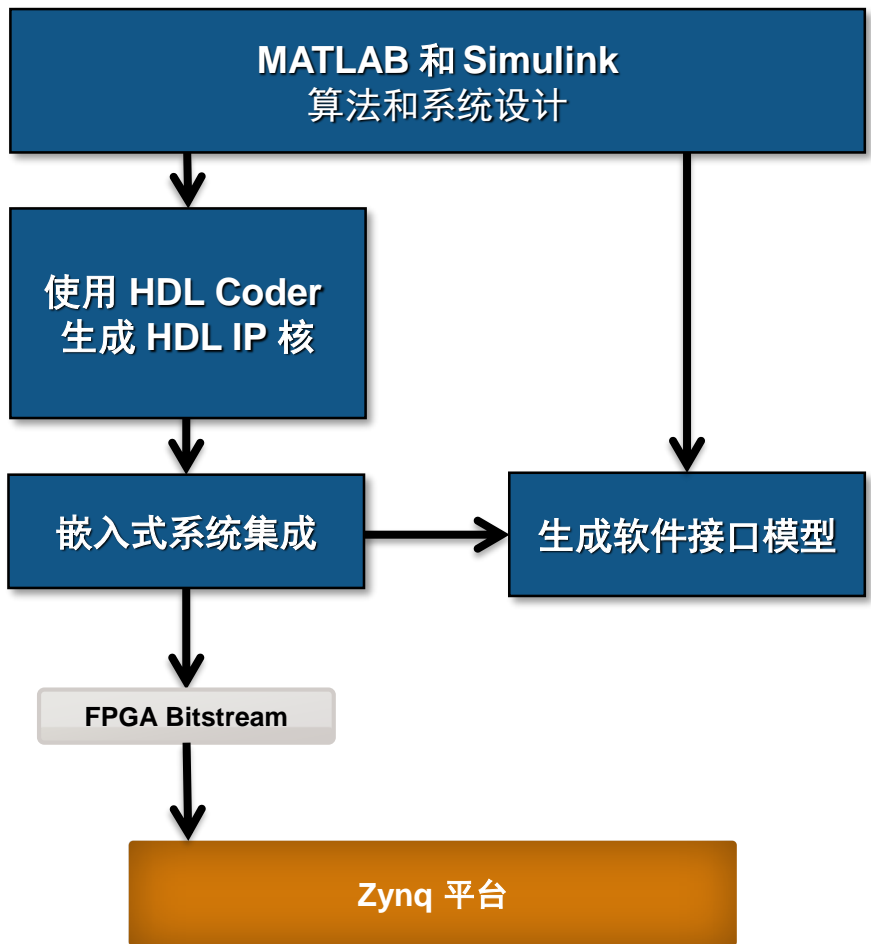 MATLAB 和 Simulink
算法和系统设计
使用 HDL Coder
生成 HDL IP 核
嵌入式系统集成
生成软件接口模型
FPGA Bitstream
Zynq 平台